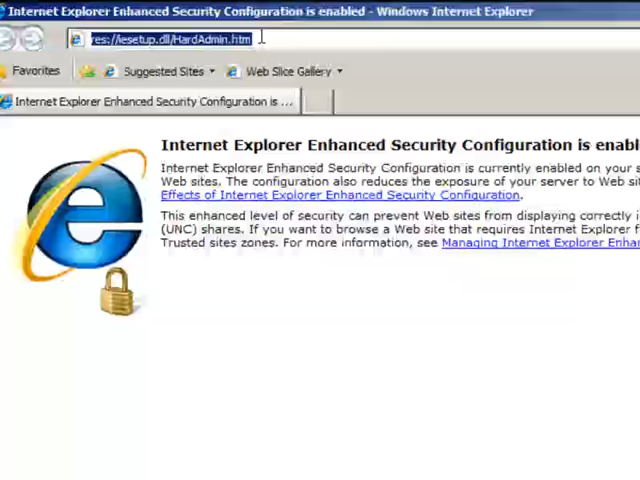 Internet Explorer Enhanced Security Configuration is enabled - Windows Internet Explorer
res://iesetup.dll/HardAdmin.htm
Favorites Suggested Sites Web Slice Gallery
Internet Explorer Enhanced Security Configuration is ...
Internet Explorer Enhanced Security Configuration is enabl
Internet Explorer Enhanced Security Configuration is currently enabled on your s
Web sites. The configuration also reduces the exposure of your server to Web si
Effects of Internet Explorer Enhanced Security Configuration.
This enhanced level of security can prevent Web sites from displaying correctly i
(UNC) shares. If you want to browse a Web site that requires Internet Explorer f
Trusted sites zones. For more information, see Managing Internet Explorer Enhan